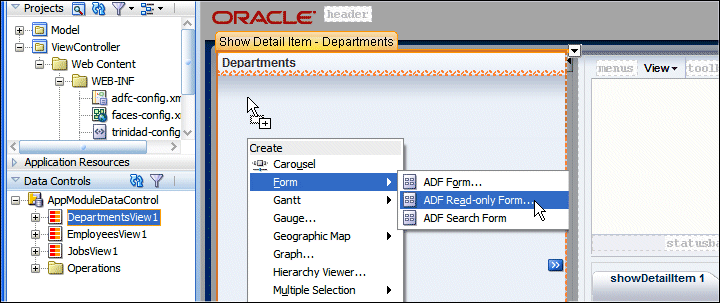 Projects
Model
ViewController
Web Content
WEB-INF
adfc-config.xm
faces-config.
trinidad-config
Application Resources
Data Controls
AppModuleDataControl
DepartmentsView1
EmployeesView1
JobsView1
Operations
ORACLE header
Show Detail Item - Departments
Departments
Create
Carousel
Form
Gantt
Gauge...
Geographic Map
Graph...
Hierarchy Viewer...
Multiple Selection
ADF Form...
ADF Read-only Form...
ADF Search Form
menus View toolb
statusba
showDetailItem 1